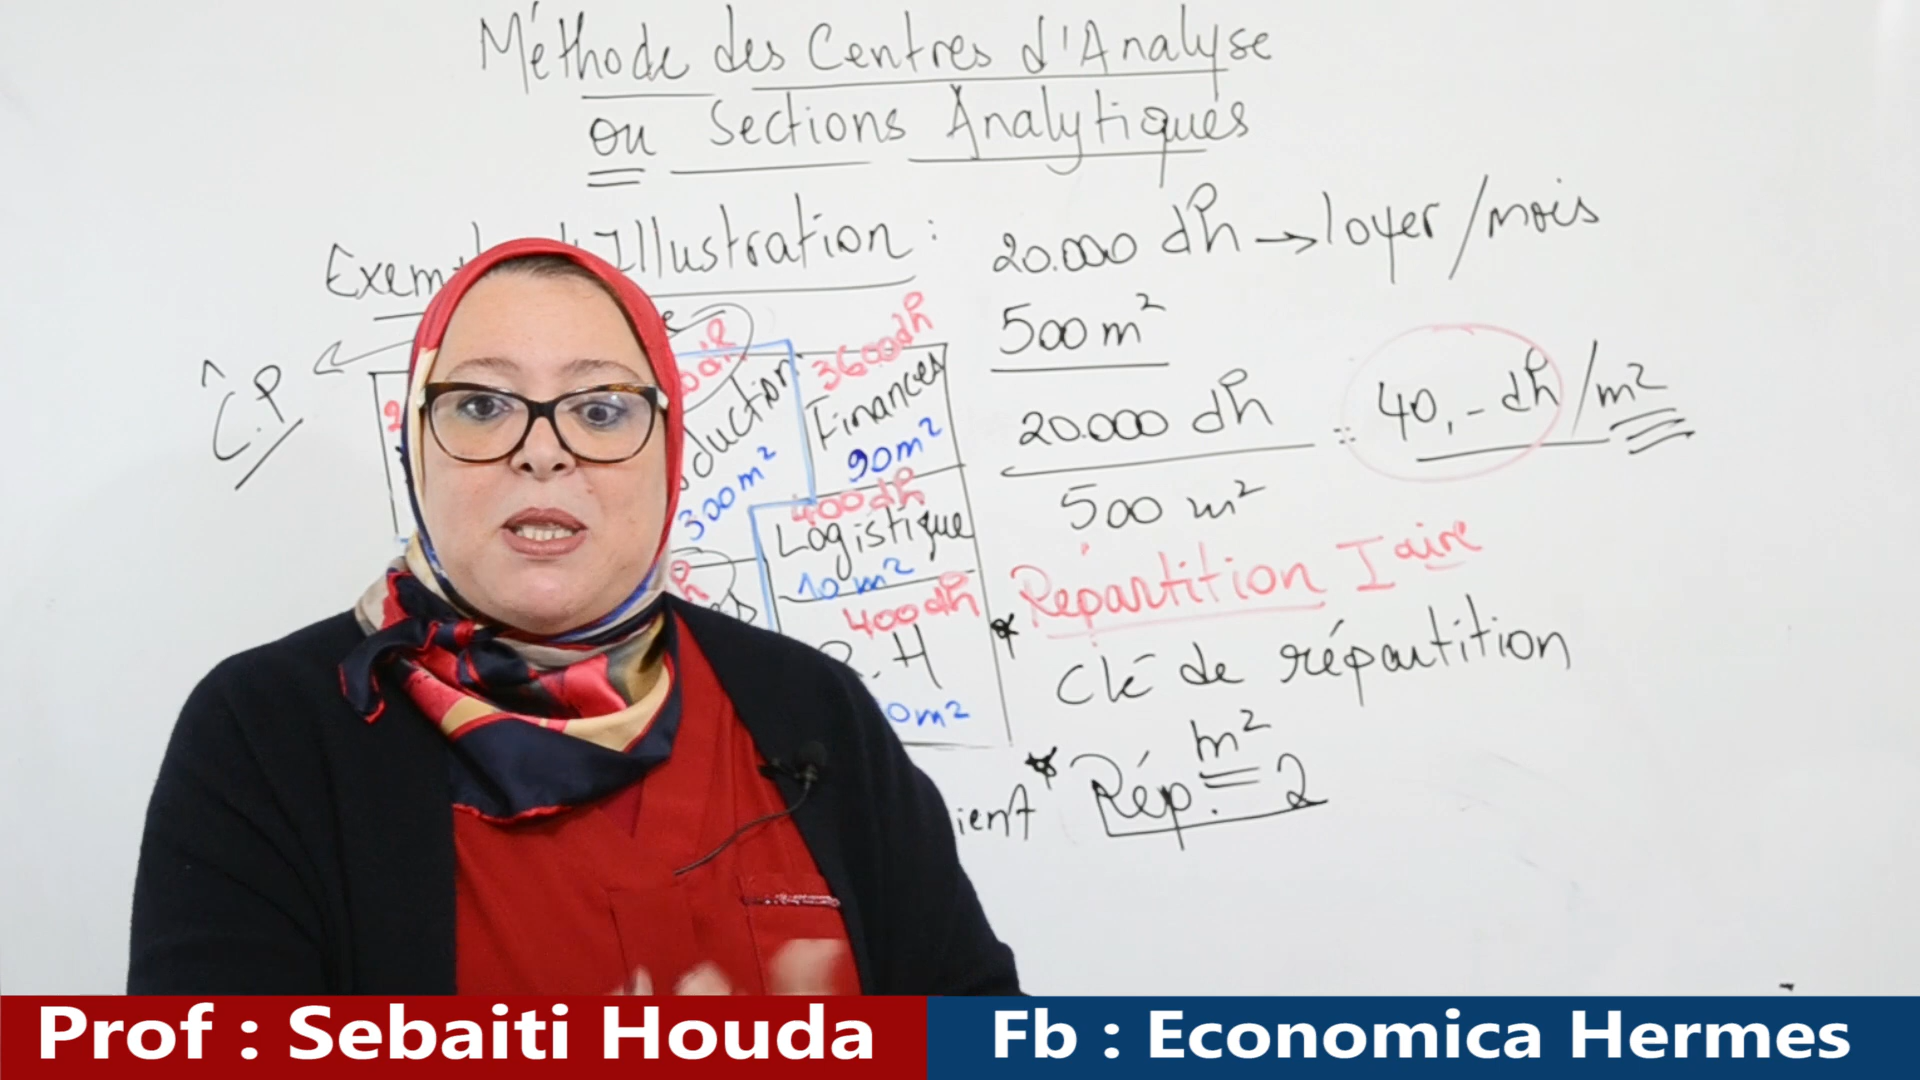 Méthode des Centres d'Analyse
ou Sections Analytiques
Illustration :
20.000 dh → loyer / mois
500 m²
20.000 dh
500 m²
= 40,- dh / m²
C.P
3600 dh
Finances
90 m²
300 m²
400 dh
Logistique
10 m²
400 dh
R.H
Répartition Iaire
* Clé de répartition
m²
* Rép. 2
Prof : Sebaiti Houda
Fb : Economica Hermes